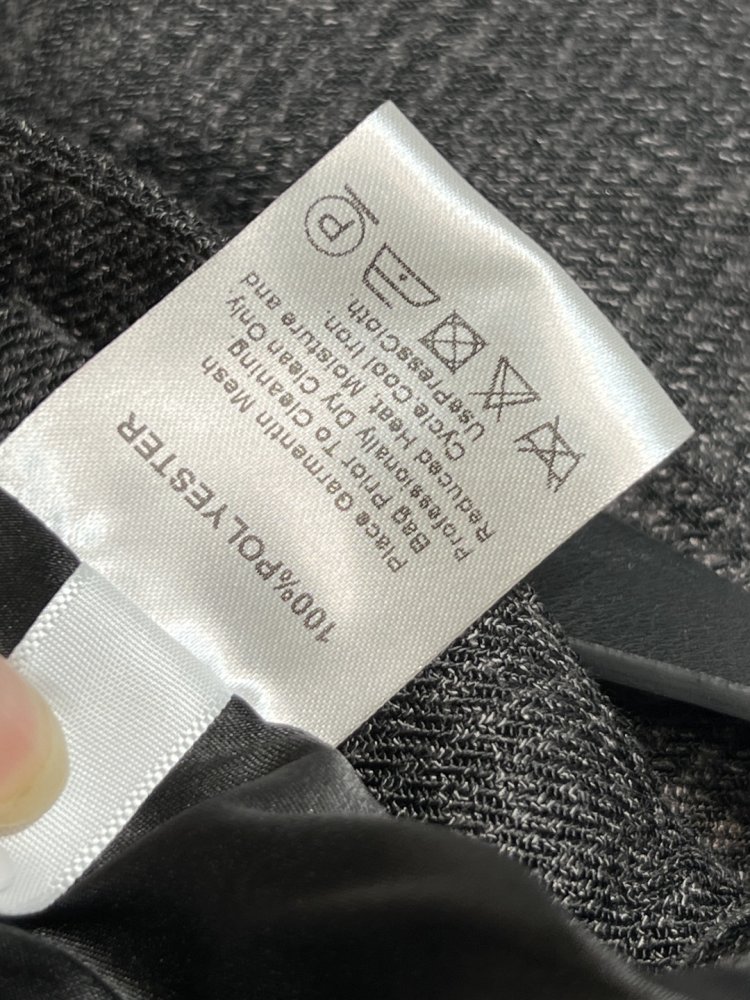 100%POLYESTER
Place Garmentin Mesh
Bag Prior To Cleaning
Professionally Dry Clean Only,
Reduced Heat, Moisture and
Cycle Cool Iron.
UsePressCloth.
P